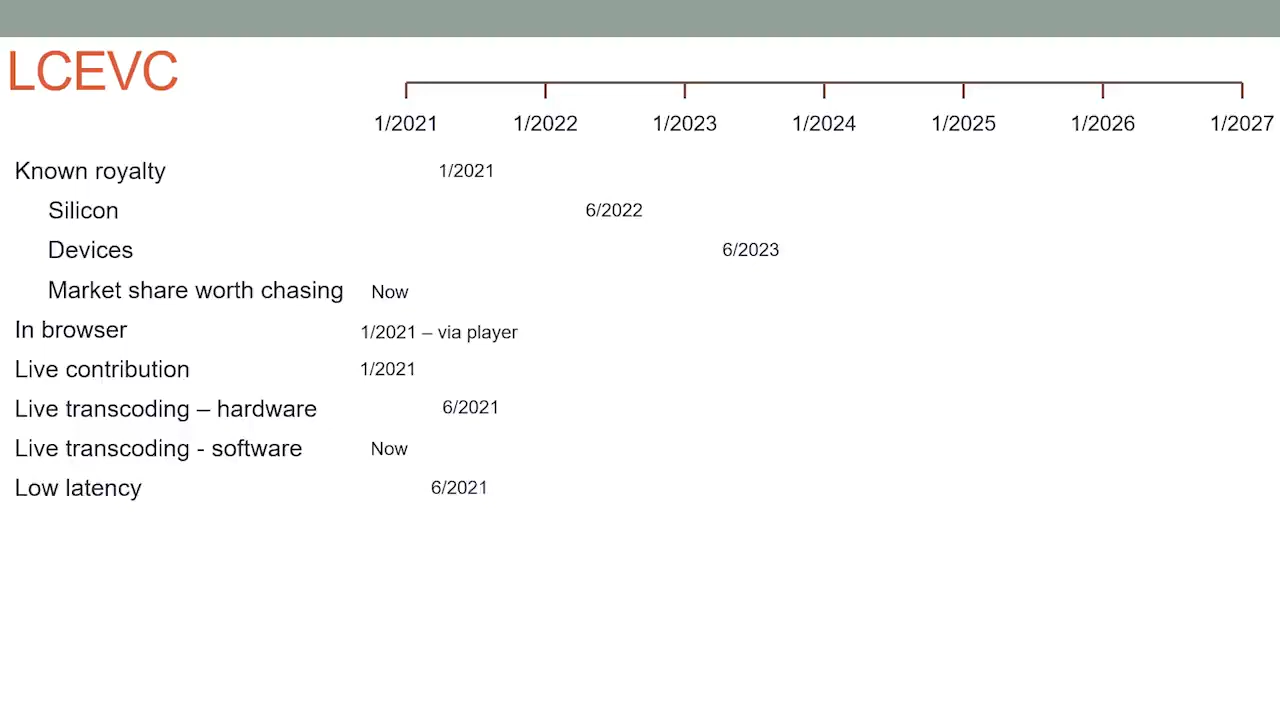 LCEVC
1/2021 1/2022 1/2023 1/2024 1/2025 1/2026 1/2027
Known royalty 1/2021
Silicon 6/2022
Devices 6/2023
Market share worth chasing Now
In browser 1/2021 – via player
Live contribution 1/2021
Live transcoding – hardware 6/2021
Live transcoding - software Now
Low latency 6/2021